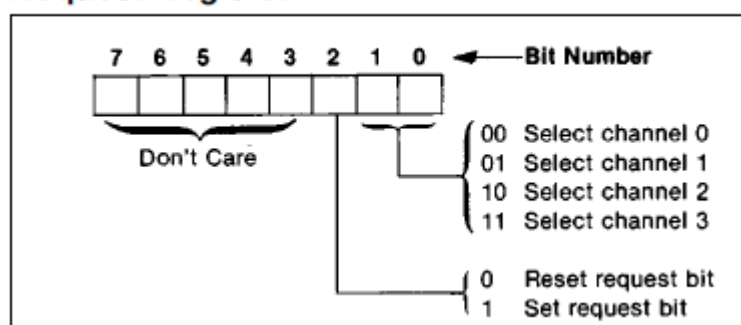 7 6 5 4 3 2 1 0 Bit Number
Don't Care
00 Select channel 0
01 Select channel 1
10 Select channel 2
11 Select channel 3
0 Reset request bit
1 Set request bit